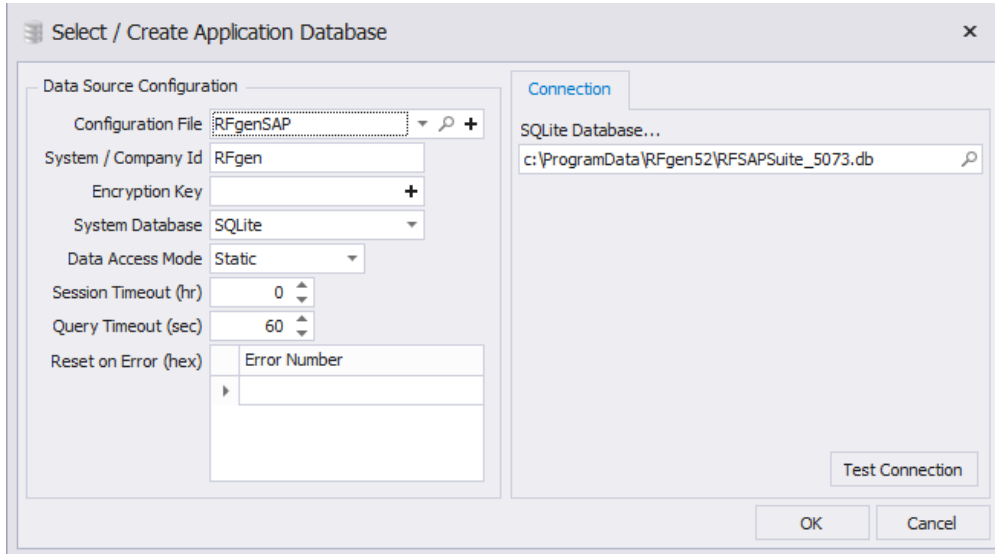 Select / Create Application Database
Data Source Configuration
Configuration File RFgenSAP
System / Company Id RFgen
Encryption Key
System Database SQLite
Data Access Mode Static
Session Timeout (hr) 0
Query Timeout (sec) 60
Reset on Error (hex) Error Number
Connection
SQLite Database...
c:\ProgramData\RFgen52\RFSAPSuite_5073.db
Test Connection
OK Cancel